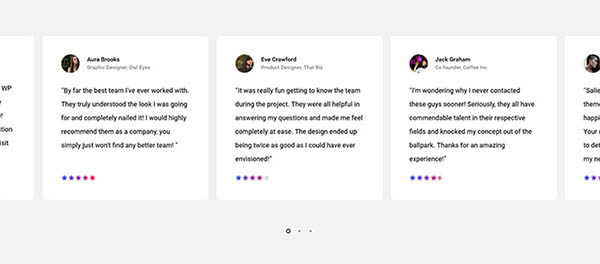 WP
!
ation
isit
Aura Brooks
Graphic Designer, Owl Eyes
"By far the best team I've ever worked with.
They truly understood the look I was going
for and completely nailed it! I would highly
recommend them as a company, you
simply just won't find any better team! "
Eve Crawford
Product Designer, That Biz
"It was really fun getting to know the team
during the project. They were all helpful in
answering my questions and made me feel
completely at ease. The design ended up
being twice as good as I could have ever
envisioned!"
Jack Graham
Co Founder, Coffee Inc
"I'm wondering why I never contacted
these guys sooner! Seriously, they all have
commendable talent in their respective
fields and knocked my concept out of the
ballpark. Thanks for an amazing
experience!"
"Salie
them
happi
Your r
to det
my ne